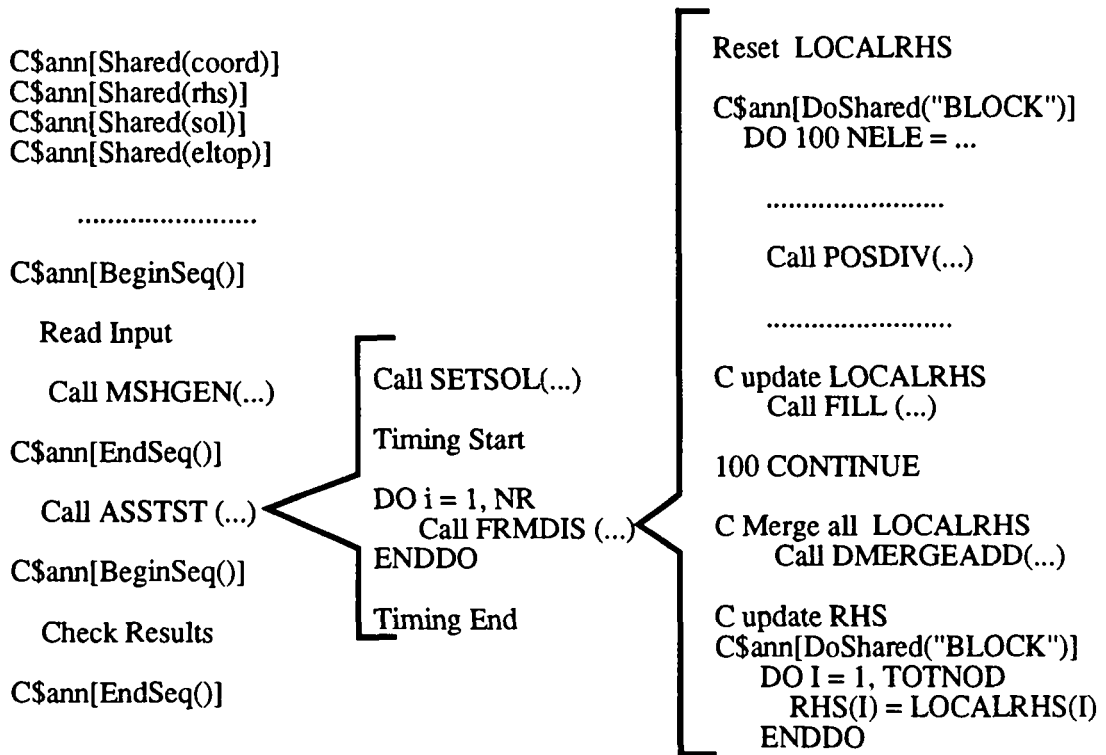 C$ann[Shared(coord)]
C$ann[Shared(rhs)]
C$ann[Shared(sol)]
C$ann[Shared(eltop)]
........................
C$ann[BeginSeq()]
Read Input
Call MSHGEN(...)
C$ann[EndSeq()]
Call ASSTST (...)
C$ann[BeginSeq()]
Check Results
C$ann[EndSeq()]
Call SETSOL(...)
Timing Start
DO i = 1, NR
Call FRMDIS (...)
ENDDO
Timing End
Reset LOCALRHS
C$ann[DoShared("BLOCK")]
DO 100 NELE = ...
........................
Call POSDIV(...)
.........................
C update LOCALRHS
Call FILL (...)
100 CONTINUE
C Merge all LOCALRHS
Call DMERGEADD(...)
C update RHS
C$ann[DoShared("BLOCK")]
DO I = 1, TOTNOD
RHS(I) = LOCALRHS(I)
ENDDO